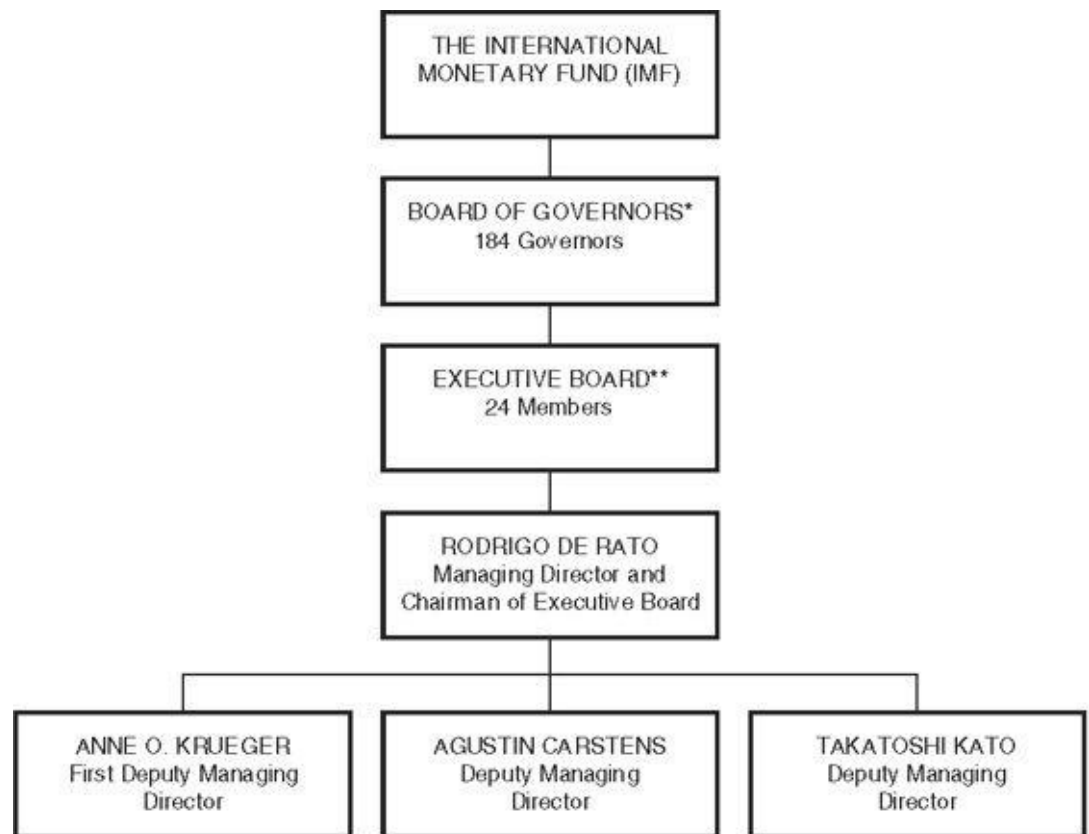 THE INTERNATIONAL
MONETARY FUND (IMF)
BOARD OF GOVERNORS*
184 Governors
EXECUTIVE BOARD**
24 Members
RODRIGO DE RATO
Managing Director and
Chairman of Executive Board
ANNE O. KRUEGER
First Deputy Managing
Director
AGUSTIN CARSTENS
Deputy Managing
Director
TAKATOSHI KATO
Deputy Managing
Director